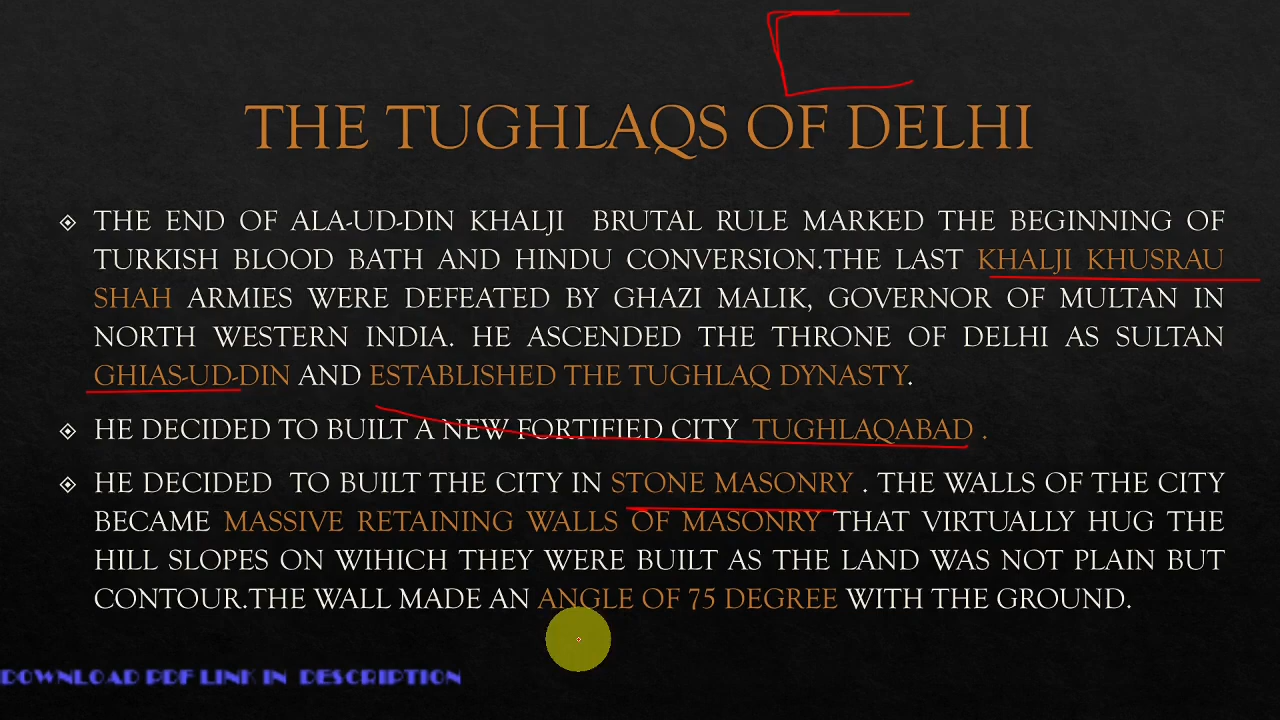 THE TUGHLAQS OF DELHI
THE END OF ALA-UD-DIN KHALJI BRUTAL RULE MARKED THE BEGINNING OF
TURKISH BLOOD BATH AND HINDU CONVERSION.THE LAST KHALJI KHUSRAU
SHAH ARMIES WERE DEFEATED BY GHAZI MALIK, GOVERNOR OF MULTAN IN
NORTH WESTERN INDIA. HE ASCENDED THE THRONE OF DELHI AS SULTAN
GHIAS-UD-DIN AND ESTABLISHED THE TUGHLAQ DYNASTY.
HE DECIDED TO BUILT A NEW FORTIFIED CITY TUGHLAQABAD .
HE DECIDED TO BUILT THE CITY IN STONE MASONRY . THE WALLS OF THE CITY
BECAME MASSIVE RETAINING WALLS OF MASONRY THAT VIRTUALLY HUG THE
HILL SLOPES ON WIHICH THEY WERE BUILT AS THE LAND WAS NOT PLAIN BUT
CONTOUR.THE WALL MADE AN ANGLE OF 75 DEGREE WITH THE GROUND.
DOWNLOAD PDF LINK IN DESCRIPTION